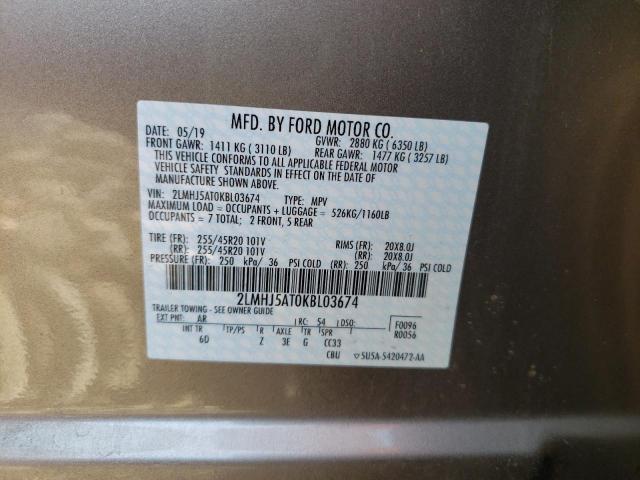 MFD. BY FORD MOTOR CO.
DATE: 05/19 GVWR: 2880 KG ( 6350 LB)
FRONT GAWR: 1411 KG ( 3110 LB) REAR GAWR: 1477 KG ( 3257 LB)
THIS VEHICLE CONFORMS TO ALL APPLICABLE FEDERAL MOTOR
VEHICLE SAFETY STANDARDS IN EFFECT ON THE DATE OF
MANUFACTURE SHOWN ABOVE.
VIN: 2LMHJ5AT0KBL03674 TYPE: MPV
MAXIMUM LOAD = OCCUPANTS + LUGGAGE = 526KG/1160LB
OCCUPANTS = 7 TOTAL; 2 FRONT, 5 REAR
TIRE (FR): 255/45R20 101V RIMS (FR): 20X8.0J
(RR): 255/45R20 101V (RR): 20X8.0J
PRESSURE (FR): 250 kPa/ 36 PSI COLD (RR): 250 kPa/ 36 PSI COLD
2LMHJ5AT0KBL03674
TRAILER TOWING - SEE OWNER GUIDE
EXT PNT: AR RC: 54 DSO: F0096
R0056
INT TR TP/PS R AXLE TR SPR
6D Z 3E G CC33
CBU ▽5U5A-5420472-AA